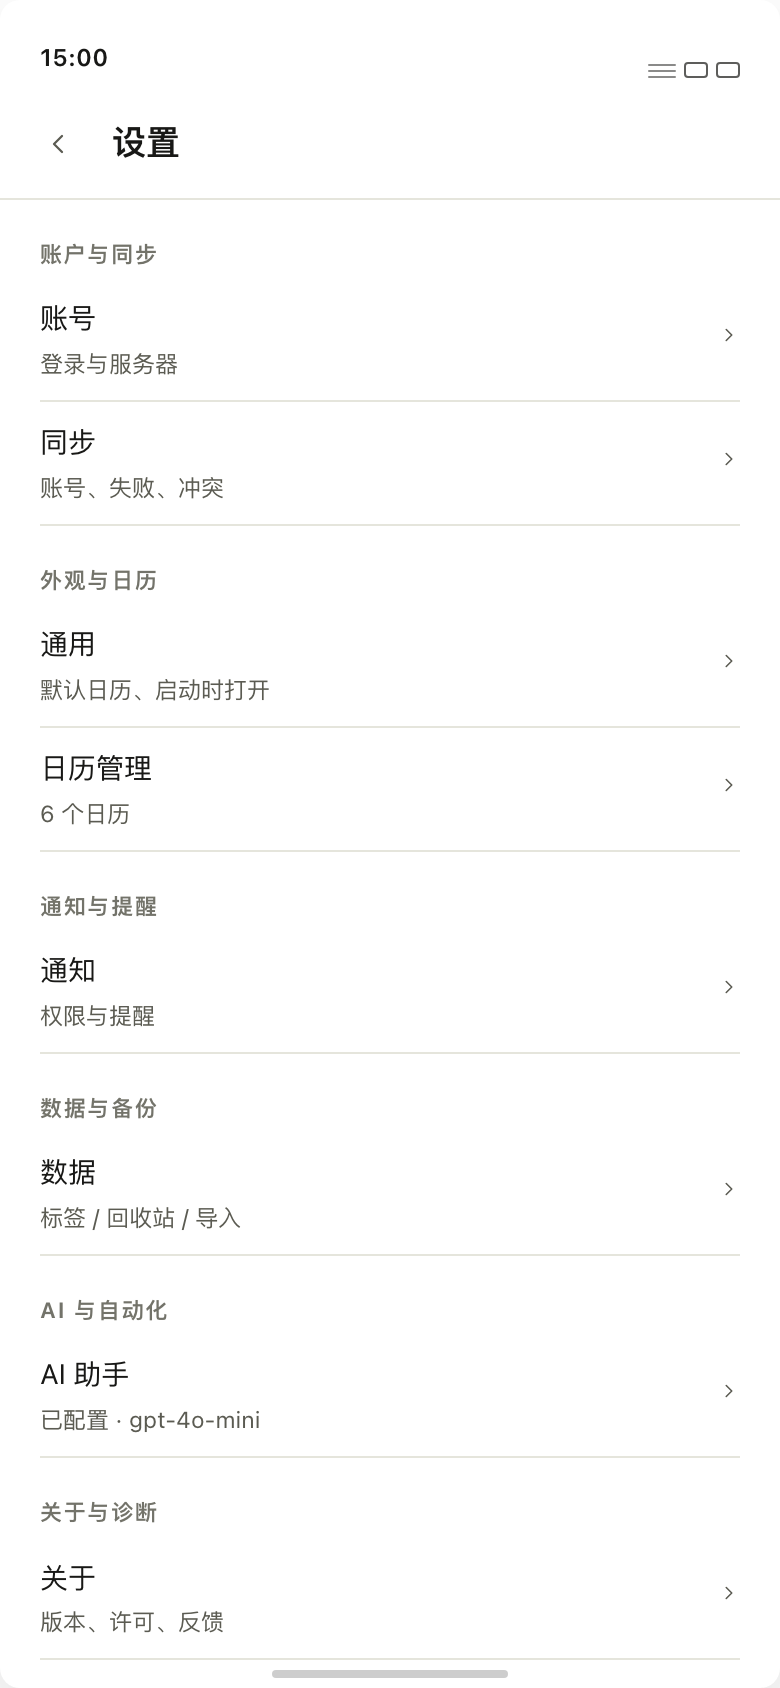 15:00
设置
账户与同步
账号
登录与服务器
同步
账号、失败、冲突
外观与日历
通用
默认日历、启动时打开
日历管理
6 个日历
通知与提醒
通知
权限与提醒
数据与备份
数据
标签 / 回收站 / 导入
AI 与自动化
AI 助手
已配置 · gpt-4o-mini
关于与诊断
关于
版本、许可、反馈